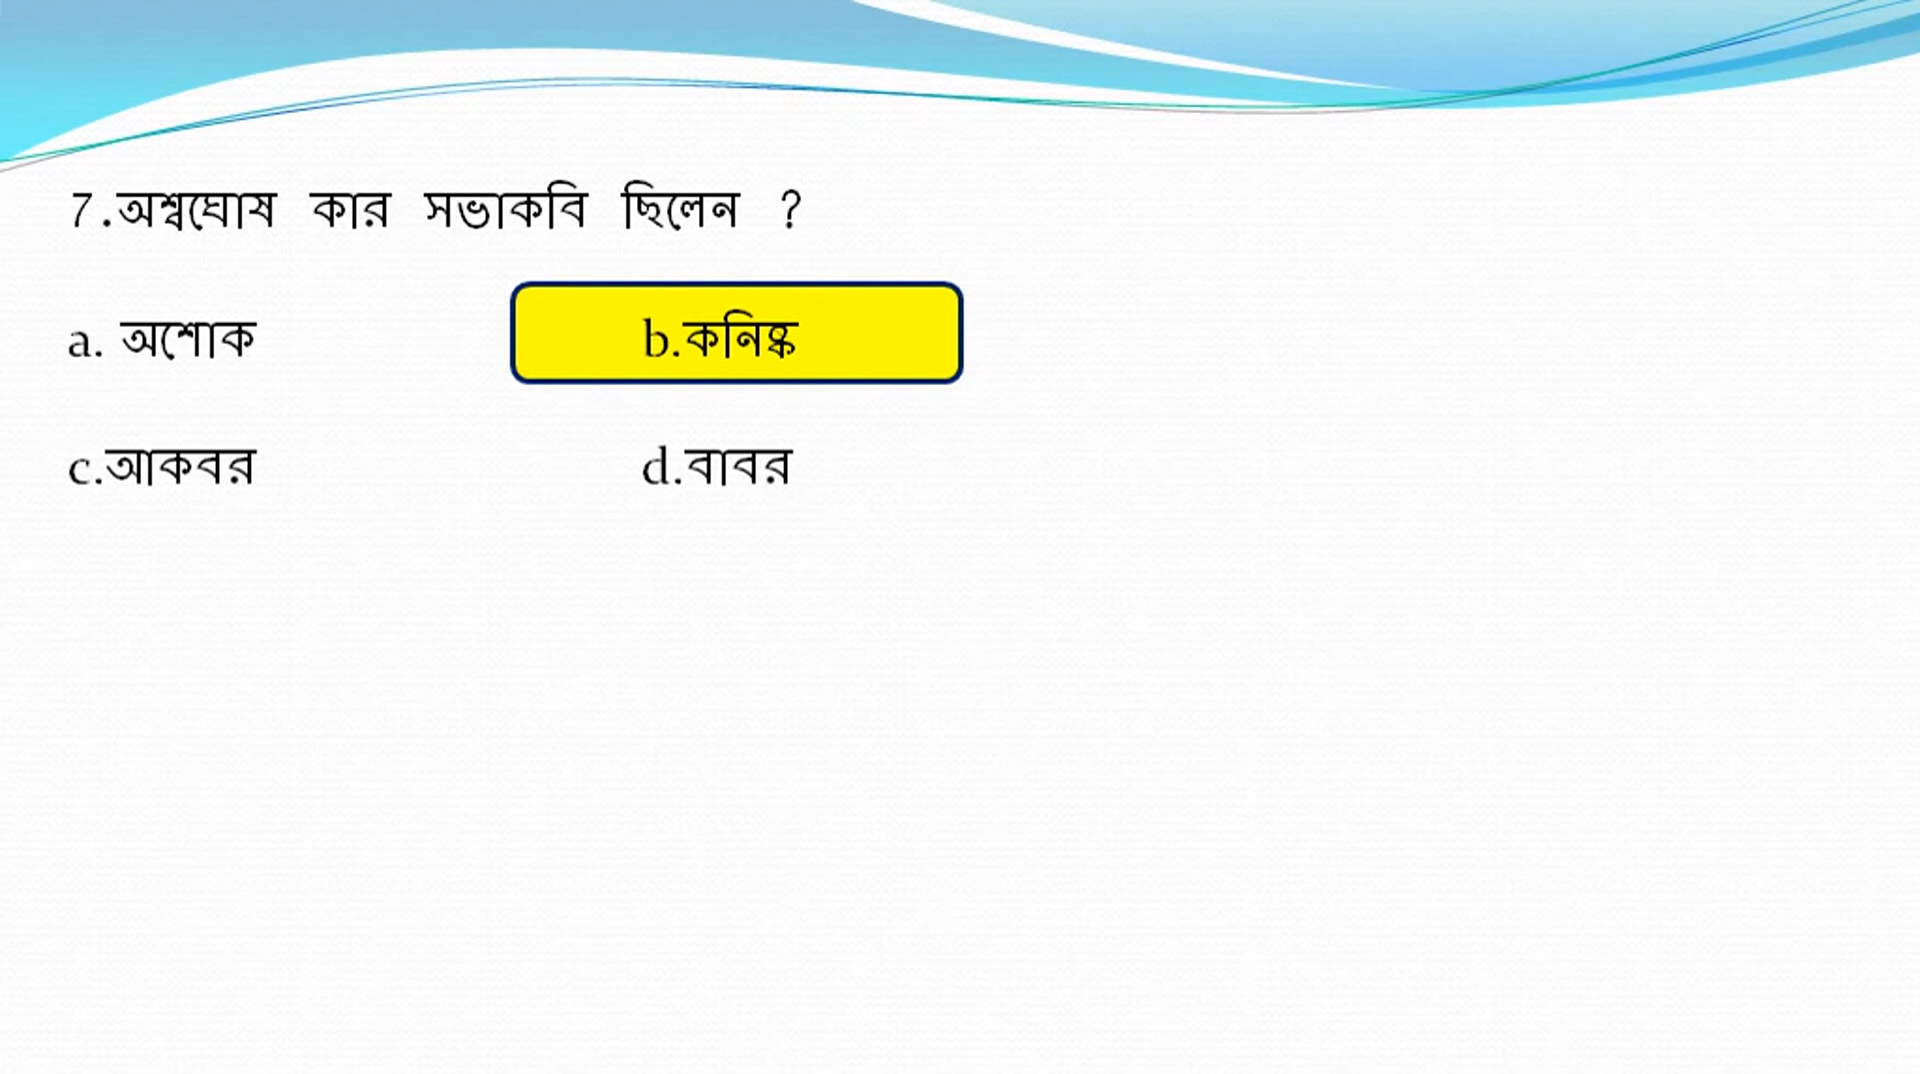 7.অশ্বঘোষ কার সভাকবি ছিলেন ?
a. অশোক b.কনিষ্ক
c.আকবর d.বাবর